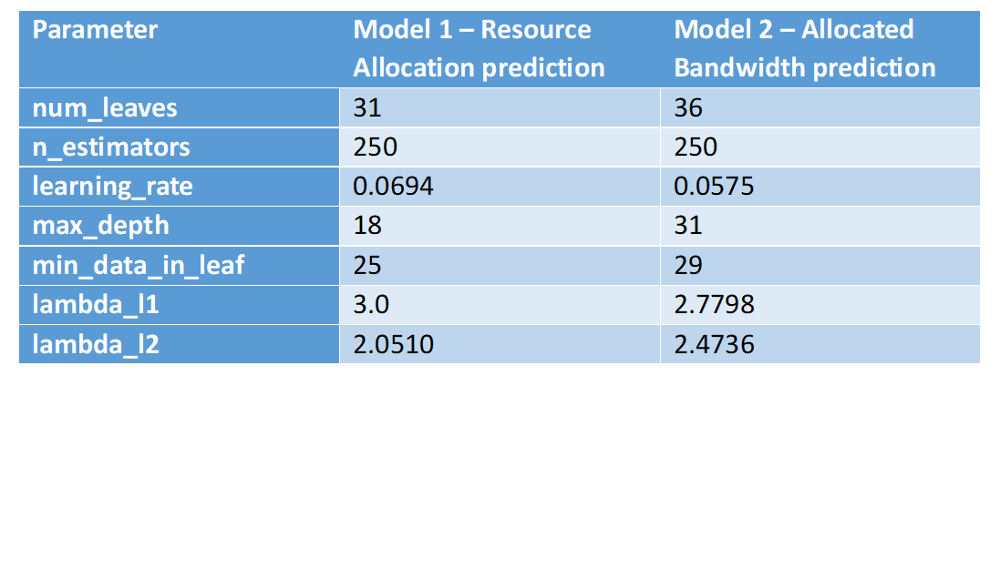 Parameter Model 1 – Resource Model 2 – Allocated
Allocation prediction Bandwidth prediction
num_leaves 31 36
n_estimators 250 250
learning_rate 0.0694 0.0575
max_depth 18 31
min_data_in_leaf 25 29
lambda_l1 3.0 2.7798
lambda_l2 2.0510 2.4736